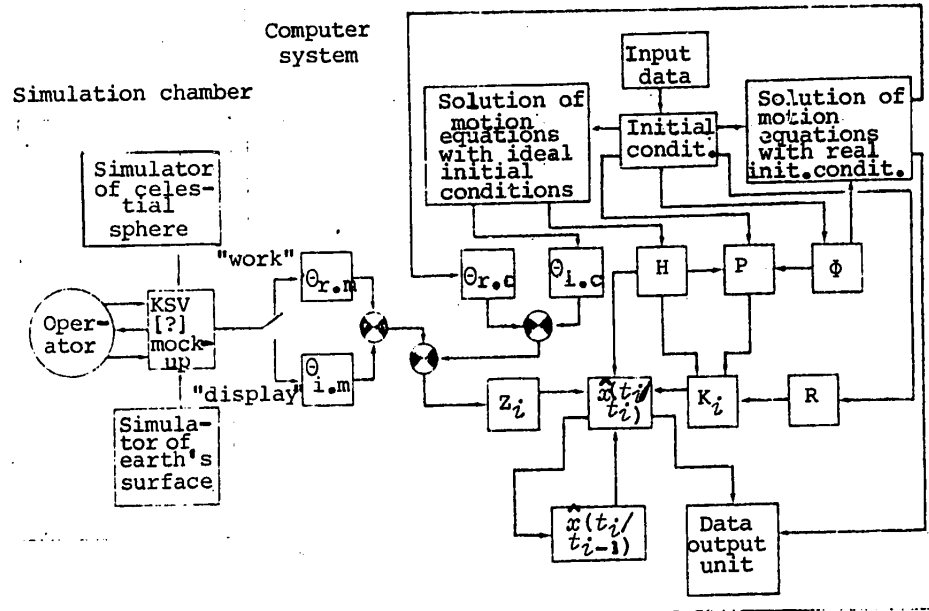 Computer
system
Simulation chamber
Input
data
Solution of
motion
equations
with ideal
initial
conditions
Initial
condit.
Solution of
motion
equations
with real
init.condit.
Simulator
of celes-
tial
sphere
"work"
Θr.m
Θr.c
Θi.c
H
P
Φ
Oper-
ator
KSV
[?]
mock
up
Θ
i.m
"display"
Zi
x̂(ti/
ti)
Ki
R
Simula-
tor of
earth's
surface
x̂(ti/
ti-1)
Data
output
unit